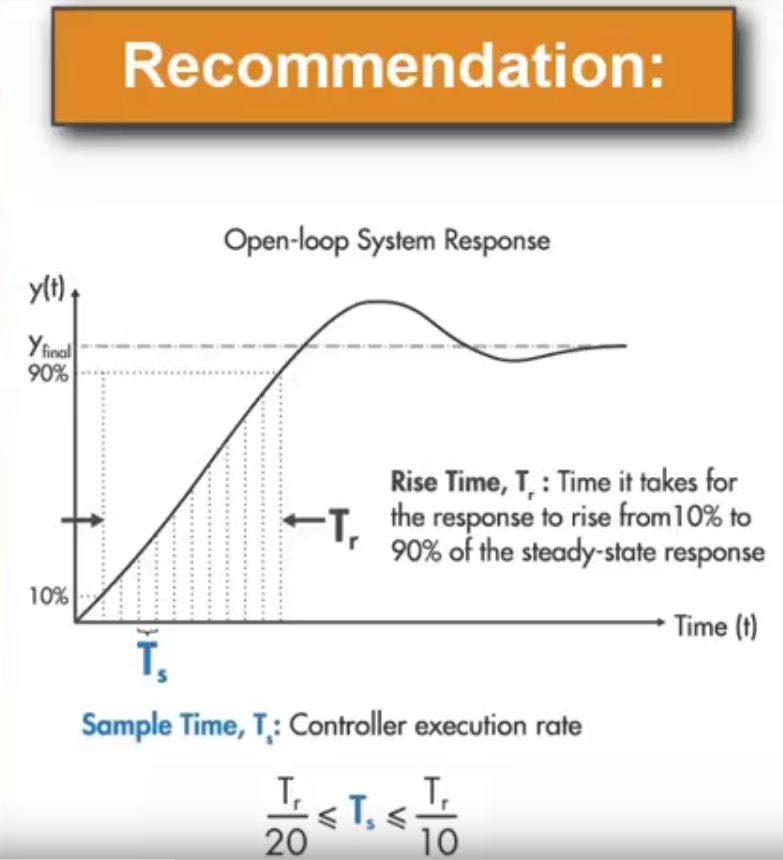 Recommendation:
Open-loop System Response
y(t)
yfinal
90%
Rise Time, Tr : Time it takes for
the response to rise from10% to
90% of the steady-state response
Tr
10%
Time (t)
Ts
Sample Time, Ts: Controller execution rate
Tr/20 ⩽ Ts ⩽ Tr/10